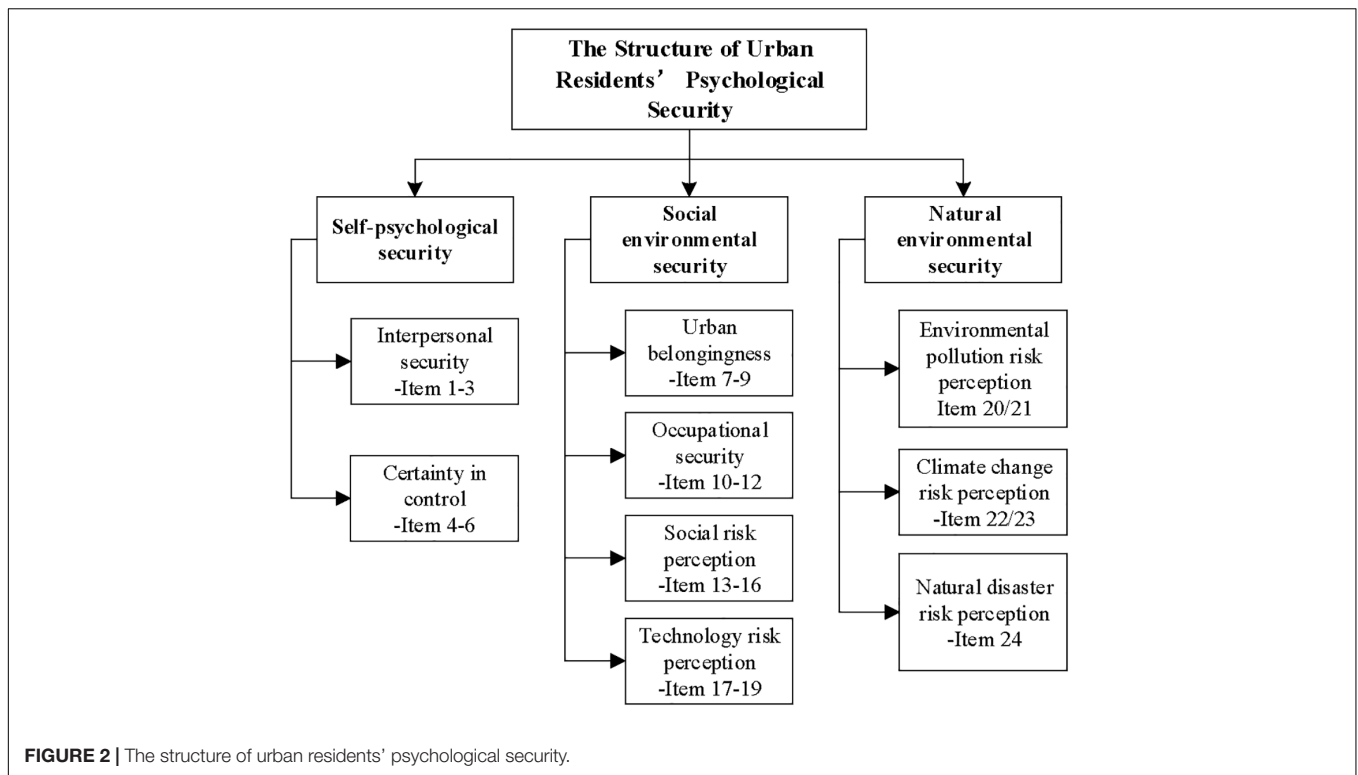 The Structure of Urban
Residents’ Psychological
Security
Self-psychological
security
Interpersonal
security
-Item 1-3
Certainty in
control
-Item 4-6
Social
environmental
security
Urban
belongingness
-Item 7-9
Occupational
security
-Item 10-12
Social risk
perception
-Item 13-16
Technology risk
perception
-Item 17-19
Natural
environmental
security
Environmental
pollution risk
perception
Item 20/21
Climate change
risk perception
-Item 22/23
Natural disaster
risk perception
-Item 24
FIGURE 2 | The structure of urban residents’ psychological security.